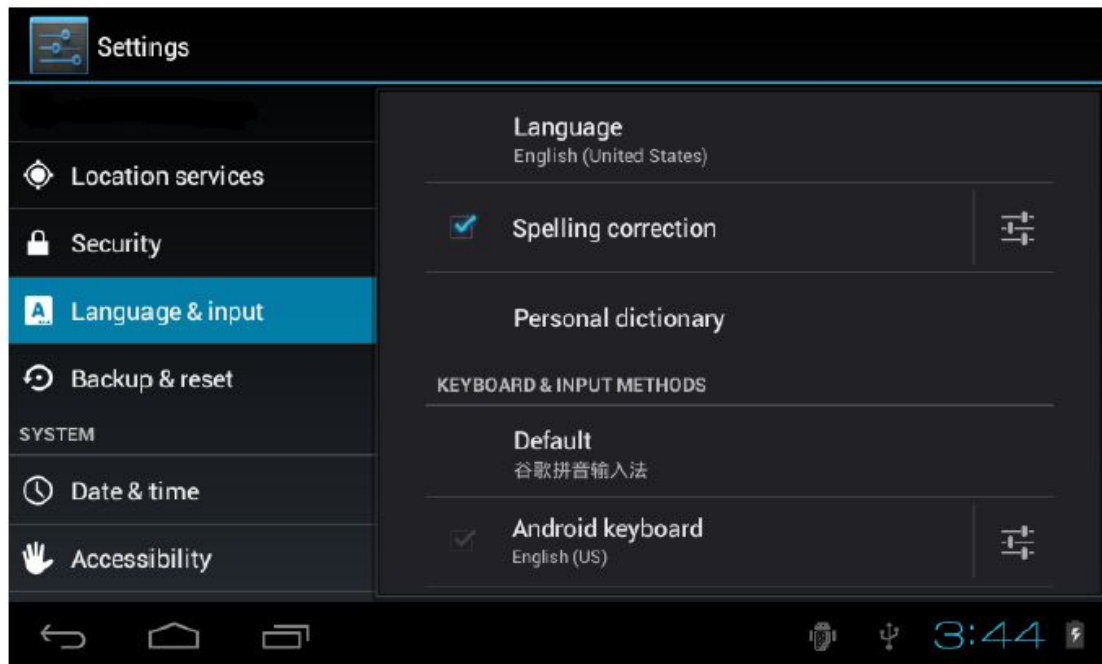 Settings
Location services
Security
Language & input
Backup & reset
SYSTEM
Date & time
Accessibility
Language
English (United States)
Spelling correction
Personal dictionary
KEYBOARD & INPUT METHODS
Default
谷歌拼音输入法
Android keyboard
English (US)
3:44